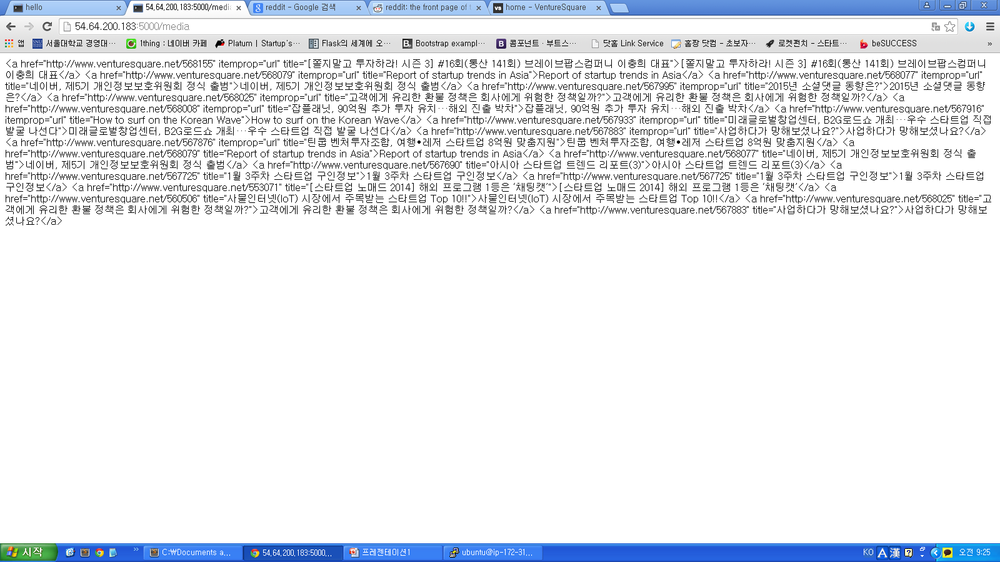 hello
54,64,200,183:5000/media
reddit - Google 검색
reddit: the front page of t
home - VentureSquare
54.64.200.183:5000/media
앱
서울대학교 경영대…
1thing : 네이버 카페
Platum | Startup's…
Flask의 세계에 오…
Bootstrap exampl…
콤포넌트 · 부트스…
닷홈 Link Service
홈짱 닷컴 - 초보자…
로켓펀치 - 스타트…
beSUCCESS
»
<a href="http://www.venturesquare.net/568155" itemprop="url" title="[쫄지말고 투자하라! 시즌 3] #16회(통산 141회) 브레이브팝스컴퍼니 이충희 대표">[쫄지말고 투자하라! 시즌 3] #16회(통산 141회) 브레이브팝스컴퍼니
이충희 대표</a> <a href="http://www.venturesquare.net/568079" itemprop="url" title="Report of startup trends in Asia">Report of startup trends in Asia</a> <a href="http://www.venturesquare.net/568077" itemprop="url"
title="네이버, 제5기 개인정보보호위원회 정식 출범">네이버, 제5기 개인정보보호위원회 정식 출범</a> <a href="http://www.venturesquare.net/567995" itemprop="url" title="2015년 소셜댓글 동향은?">2015년 소셜댓글 동향
은?</a> <a href="http://www.venturesquare.net/568025" itemprop="url" title="고객에게 유리한 환불 정책은 회사에게 위험한 정책일까?">고객에게 유리한 환불 정책은 회사에게 위험한 정책일까?</a> <a
href="http://www.venturesquare.net/568008" itemprop="url" title="잡플래닛, 90억원 추가 투자 유치…해외 진출 박차">잡플래닛, 90억원 추가 투자 유치…해외 진출 박차</a> <a href="http://www.venturesquare.net/567916"
itemprop="url" title="How to surf on the Korean Wave">How to surf on the Korean Wave</a> <a href="http://www.venturesquare.net/567933" itemprop="url" title="미래글로벌창업센터, B2G로드쇼 개최…우수 스타트업 직접
발굴 나선다">미래글로벌창업센터, B2G로드쇼 개최…우수 스타트업 직접 발굴 나선다</a> <a href="http://www.venturesquare.net/567883" itemprop="url" title="사업하다가 망해보셨나요?">사업하다가 망해보셨나요?</a>
<a href="http://www.venturesquare.net/567876" itemprop="url" title="틴쿱 벤처투자조합, 여행•레저 스타트업 8억원 맞춤지원">틴쿱 벤처투자조합, 여행•레저 스타트업 8억원 맞춤지원</a> <a
href="http://www.venturesquare.net/568079" title="Report of startup trends in Asia">Report of startup trends in Asia</a> <a href="http://www.venturesquare.net/568077" title="네이버, 제5기 개인정보보호위원회 정식 출
범">네이버, 제5기 개인정보보호위원회 정식 출범</a> <a href="http://www.venturesquare.net/567690" title="아시아 스타트업 트렌드 리포트(3)">아시아 스타트업 트렌드 리포트(3)</a> <a
href="http://www.venturesquare.net/567725" title="1월 3주차 스타트업 구인정보">1월 3주차 스타트업 구인정보</a> <a href="http://www.venturesquare.net/567725" title="1월 3주차 스타트업 구인정보">1월 3주차 스타트업
구인정보</a> <a href="http://www.venturesquare.net/553071" title="[스타트업 노매드 2014] 해외 프로그램 1등은 ‘채팅캣’">[스타트업 노매드 2014] 해외 프로그램 1등은 ‘채팅캣’</a> <a
href="http://www.venturesquare.net/560506" title="사물인터넷(IoT) 시장에서 주목받는 스타트업 Top 10!!">사물인터넷(IoT) 시장에서 주목받는 스타트업 Top 10!!</a> <a href="http://www.venturesquare.net/568025" title="고
객에게 유리한 환불 정책은 회사에게 위험한 정책일까?">고객에게 유리한 환불 정책은 회사에게 위험한 정책일까?</a> <a href="http://www.venturesquare.net/567883" title="사업하다가 망해보셨나요?">사업하다가 망해보
셨나요?</a>
시작
»
C:\Documents a…
54,64,200,183:5000…
프레젠테이션1
ubuntu@ip-172-31…
KO
A
漢
오전 9:25